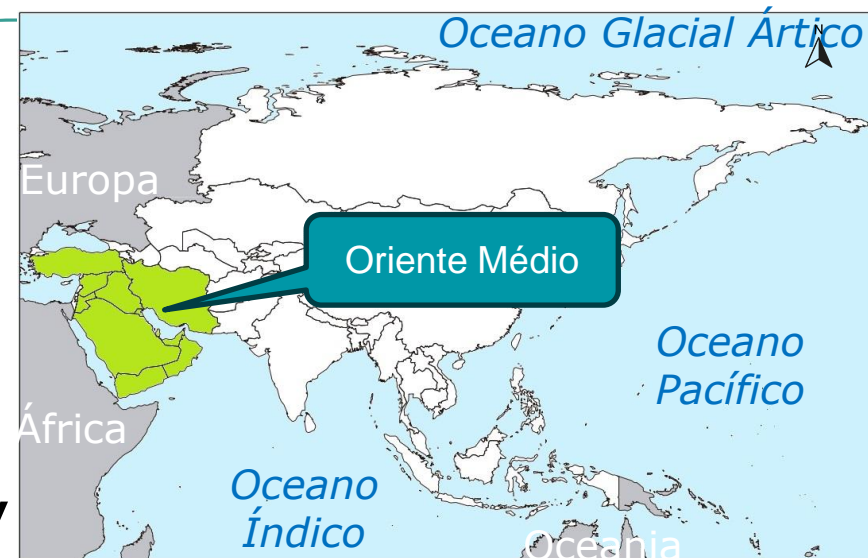 Oceano Glacial Ártico
Europa
Oriente Médio
Oceano
Pacífico
África
Oceano
Índico
Oceania